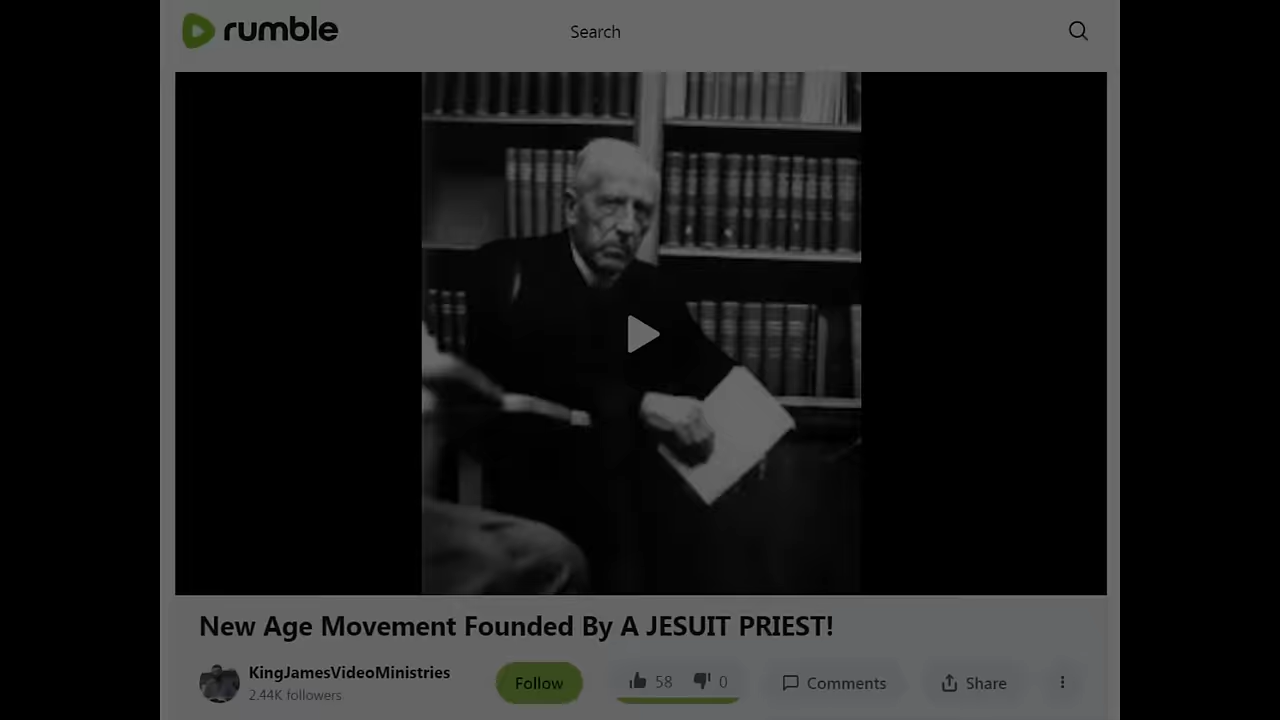 rumble
Search
New Age Movement Founded By A JESUIT PRIEST!
KingJamesVideoMinistries
2.44K followers
Follow
58
0
Comments
Share